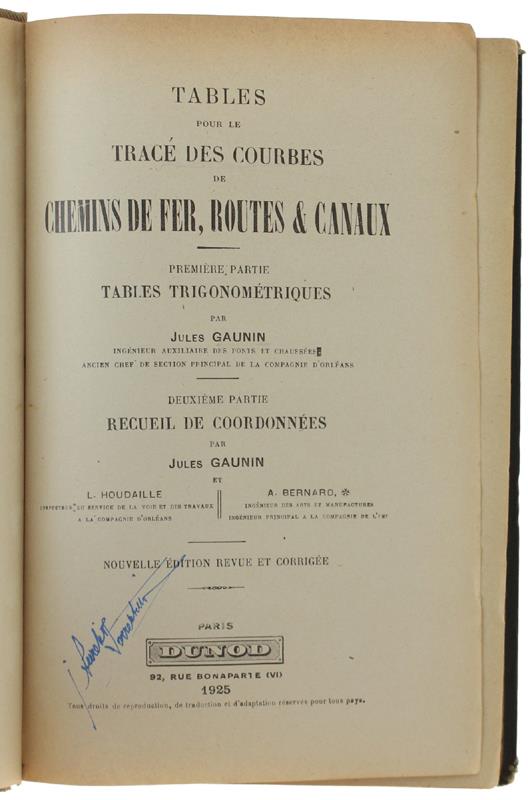 TABLES
POUR LE
TRACÉ DES COURBES
DE
CHEMINS DE FER, ROUTES & CANAUX
PREMIÈRE PARTIE
TABLES TRIGONOMÉTRIQUES
PAR
JULES GAUNIN
INGÉNIEUR AUXILIAIRE DES PONTS ET CHAUSSÉES,
ANCIEN CHEF DE SECTION PRINCIPAL DE LA COMPAGNIE D'ORLÉANS
DEUXIÈME PARTIE
RECUEIL DE COORDONNÉES
PAR
JULES GAUNIN
ET
L. HOUDAILLE
INSPECTEUR DU SERVICE DE LA VOIE ET DES TRAVAUX
A LA COMPAGNIE D'ORLÉANS
A. BERNARD, ✻
INGÉNIEUR DES ARTS ET MANUFACTURES
INGÉNIEUR PRINCIPAL A LA COMPAGNIE DE L'EST
NOUVELLE ÉDITION REVUE ET CORRIGÉE
PARIS
DUNOD
92, RUE BONAPARTE (VI)
1925
Tous droits de reproduction, de traduction et d'adaptation réservés pour tous pays.